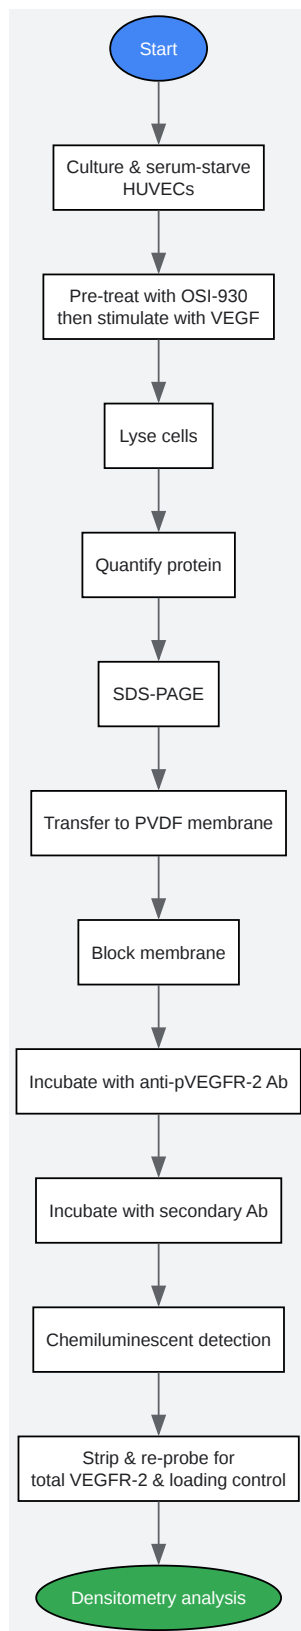 Start
Culture & serum-starve
HUVECs
Pre-treat with OSI-930
then stimulate with VEGF
Lyse cells
Quantify protein
SDS-PAGE
Transfer to PVDF membrane
Block membrane
Incubate with anti-pVEGFR-2 Ab
Incubate with secondary Ab
Chemiluminescent detection
Strip & re-probe for
total VEGFR-2 & loading control
Densitometry analysis